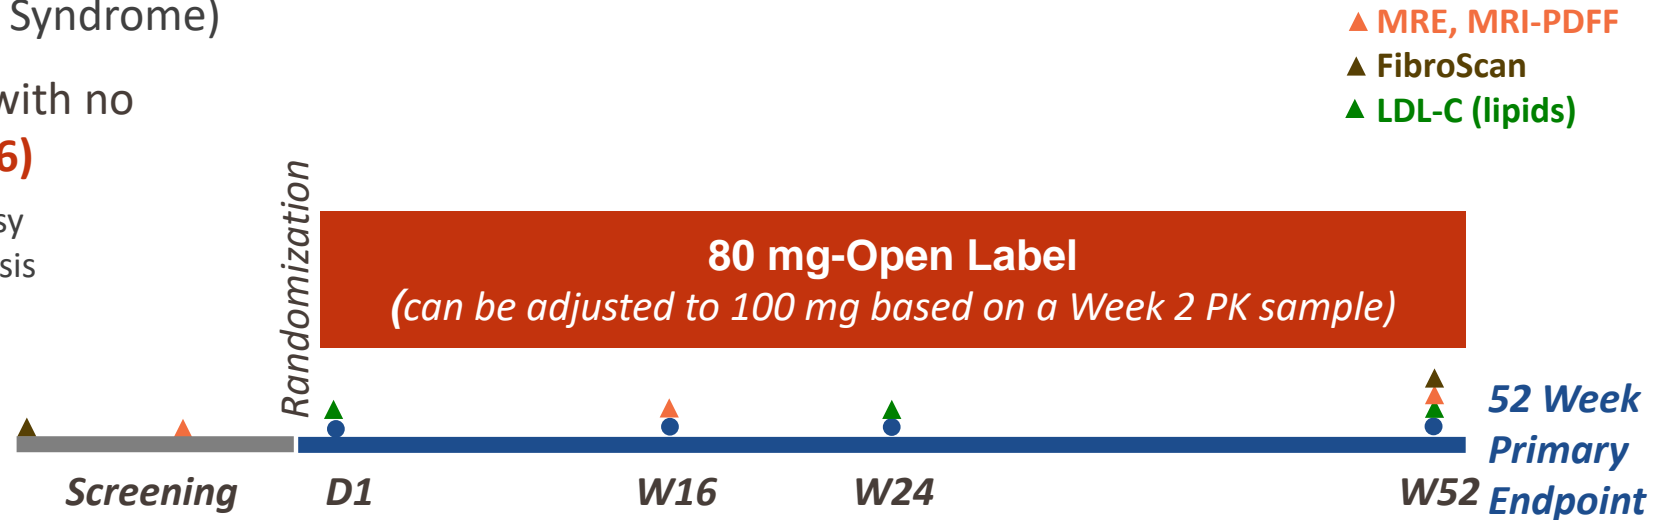 Syndrome)
with no
6)
sy
sis
MRE, MRI-PDFF
FibroScan
LDL-C (lipids)
Randomization
80 mg-Open Label
(can be adjusted to 100 mg based on a Week 2 PK sample)
52 Week
Primary
Endpoint
Screening
D1
W16
W24
W52